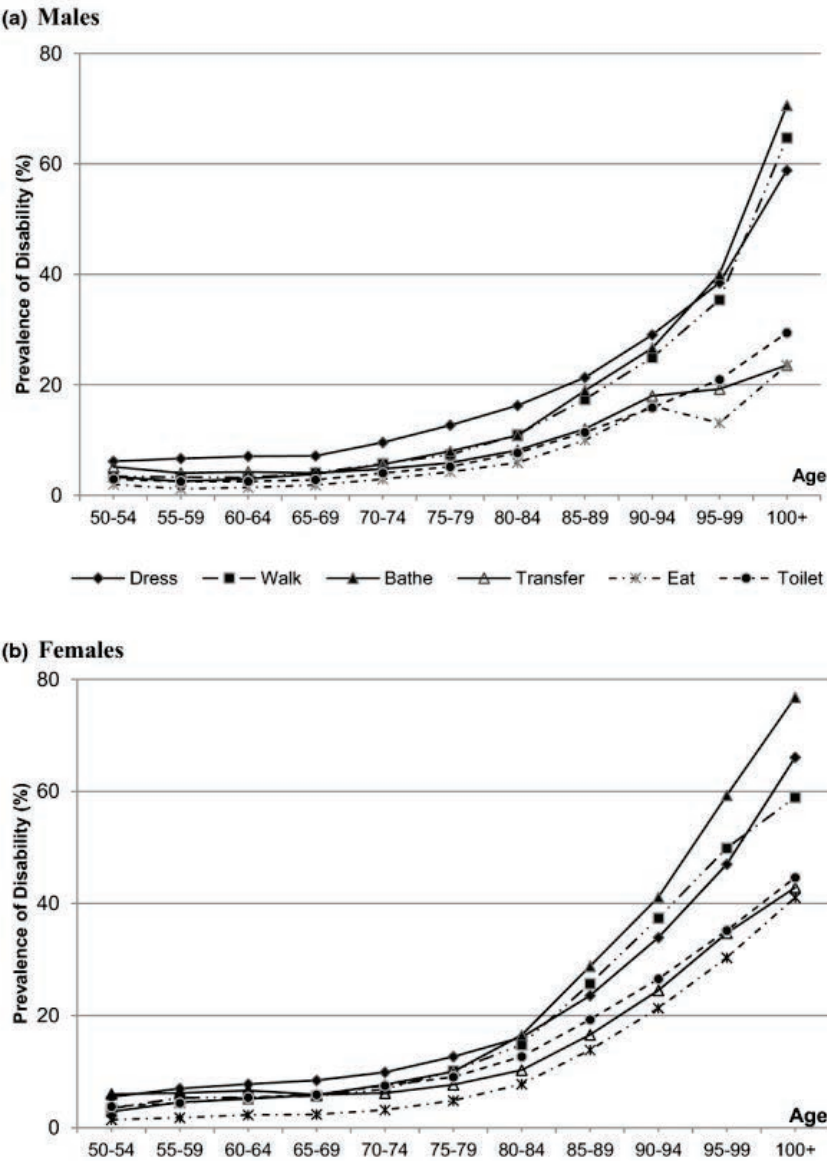 (a) Males
80
60
40
20
0
Prevalence of Disability (%)
Age
50-54 55-59 60-64 65-69 70-74 75-79 80-84 85-89 90-94 95-99 100+
Dress Walk Bathe Transfer Eat Toilet
(b) Females
80
60
40
20
0
Prevalence of Disability (%)
Age
50-54 55-59 60-64 65-69 70-74 75-79 80-84 85-89 90-94 95-99 100+